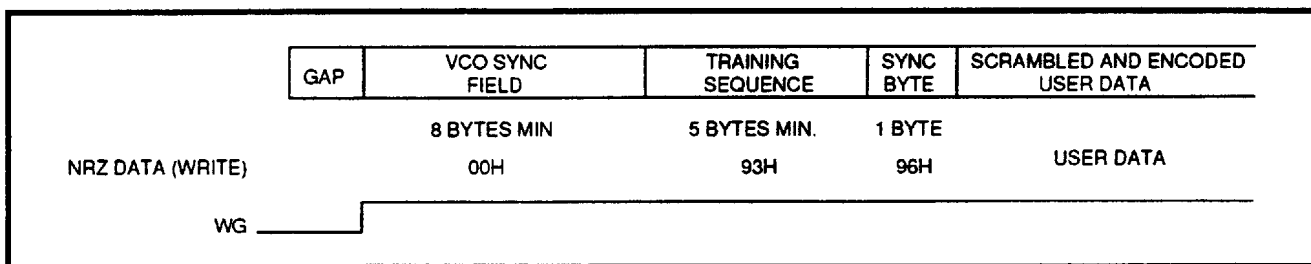 GAP
VCO SYNC
FIELD
TRAINING
SEQUENCE
SYNC
BYTE
SCRAMBLED AND ENCODED
USER DATA
8 BYTES MIN
5 BYTES MIN.
1 BYTE
NRZ DATA (WRITE)
00H
93H
96H
USER DATA
WG